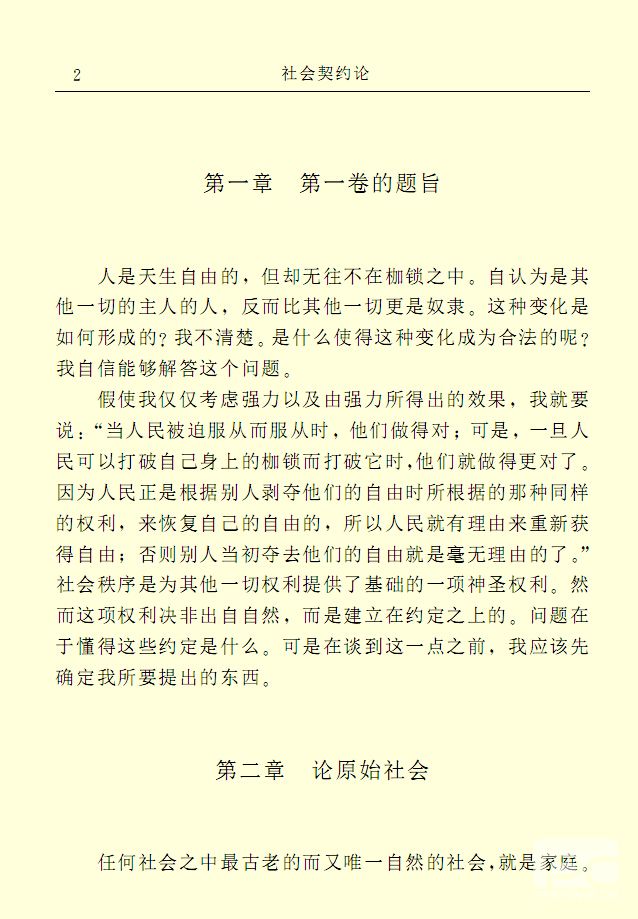 2 社会契约论
第一章 第一卷的题旨
人是天生自由的，但却无往不在枷锁之中。自认为是其
他一切的主人的人，反而比其他一切更是奴隶。这种变化是
如何形成的？我不清楚。是什么使得这种变化成为合法的呢？
我自信能够解答这个问题。
假使我仅仅考虑强力以及由强力所得出的效果，我就要
说：“当人民被迫服从而服从时，他们做得对；可是，一旦人
民可以打破自己身上的枷锁而打破它时，他们就做得更对了。
因为人民正是根据别人剥夺他们的自由时所根据的那种同样
的权利，来恢复自己的自由的，所以人民就有理由来重新获
得自由；否则别人当初夺去他们的自由就是毫无理由的了。”
社会秩序是为其他一切权利提供了基础的一项神圣权利。然
而这项权利决非出自自然，而是建立在约定之上的。问题在
于懂得这些约定是什么。可是在谈到这一点之前，我应该先
确定我所要提出的东西。
第二章 论原始社会
任何社会之中最古老的而又唯一自然的社会，就是家庭。